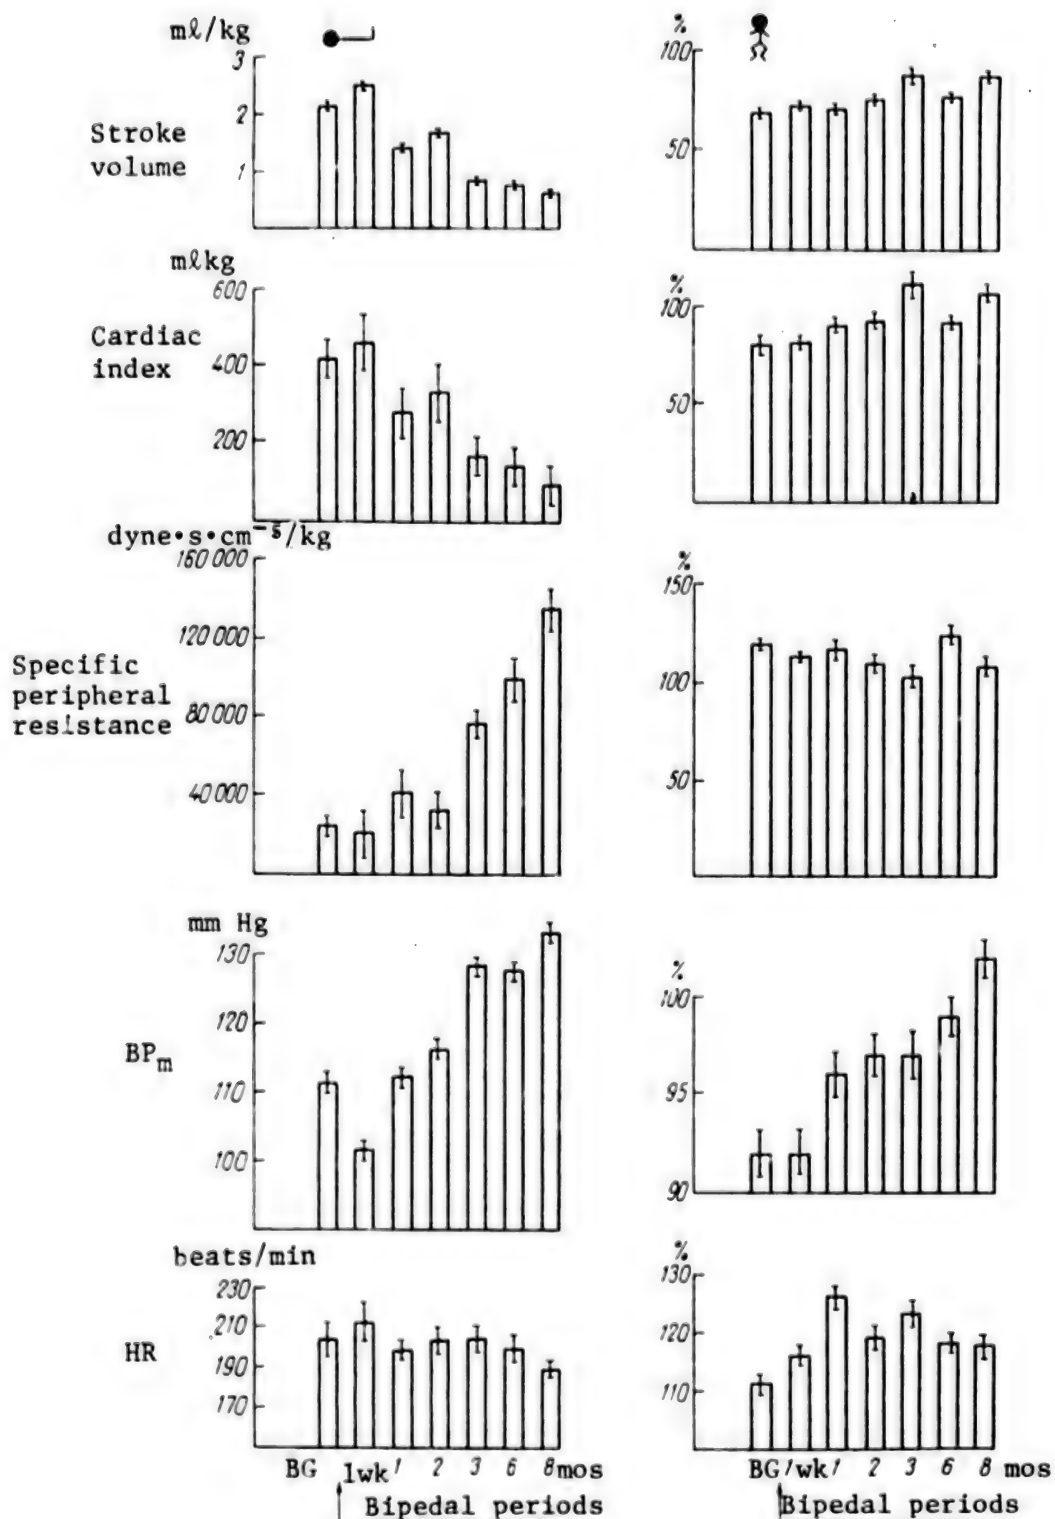 mℓ/kg
3
2
1
Stroke
volume
%
100
50
mℓkg
600
400
200
Cardiac
index
%
100
50
dyne•s•cm⁻⁵/kg
160 000
120 000
80 000
40 000
Specific
peripheral
resistance
%
150
100
50
mm Hg
130
120
110
100
BPm
%
100
95
90
beats/min
230
210
190
170
HR
%
130
120
110
BG 1wk 1 2 3 6 8 mos
Bipedal periods
BG 1wk 1 2 3 6 8 mos
Bipedal periods